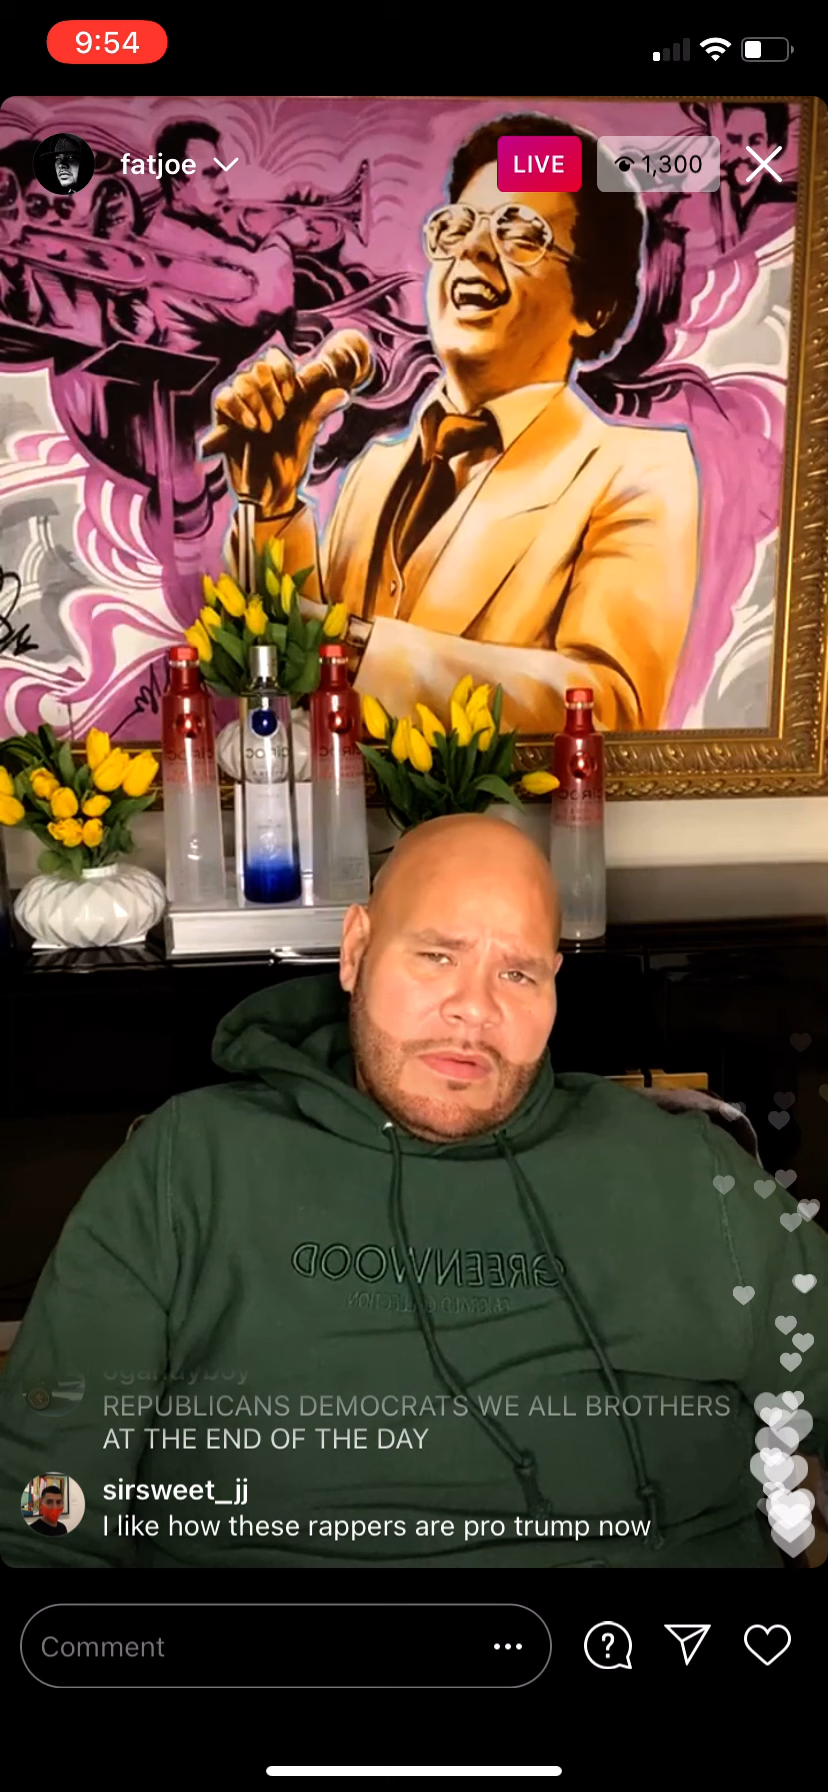 9:54
fatjoe
LIVE
1,300
GREENWOOD
REPUBLICANS DEMOCRATS WE ALL BROTHERS
AT THE END OF THE DAY
sirsweet_jj
I like how these rappers are pro trump now
Comment